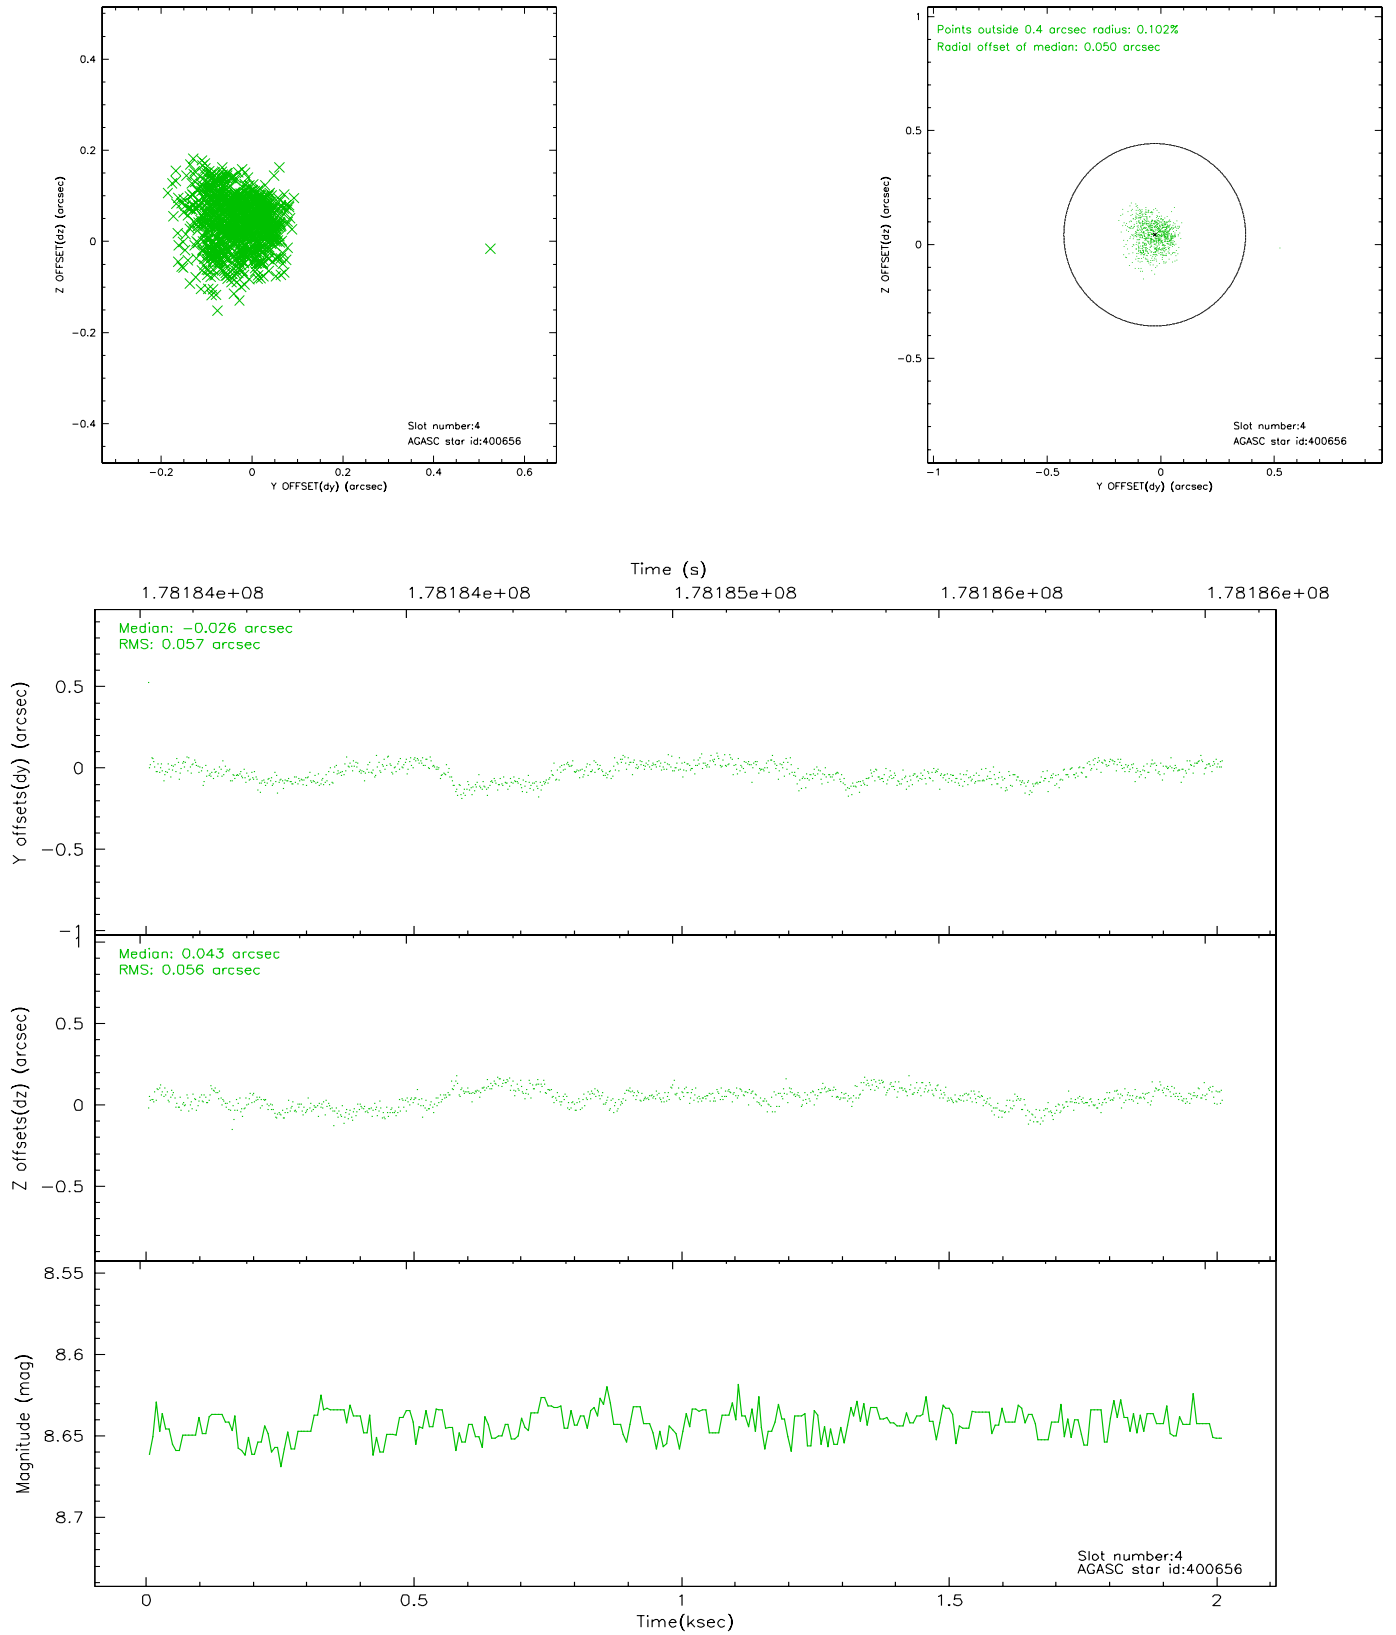 0.4
0.2
0
−0.2
−0.4
Z OFFSET(dz) (arcsec)
−0.2 0 0.2 0.4 0.6
Y OFFSET(dy) (arcsec)
Slot number:4
AGASC star id:400656
Points outside 0.4 arcsec radius: 0.102%
Radial offset of median: 0.050 arcsec
1
0.5
0
−0.5
Z OFFSET(dz) (arcsec)
−1 −0.5 0 0.5
Y OFFSET(dy) (arcsec)
Slot number:4
AGASC star id:400656
Time (s)
1.78184e+08 1.78184e+08 1.78185e+08 1.78186e+08 1.78186e+08
Median: −0.026 arcsec
RMS: 0.057 arcsec
0.5
0
−0.5
−1
Y offsets(dy) (arcsec)
Median: 0.043 arcsec
RMS: 0.056 arcsec
1
0.5
0
−0.5
Z offsets(dz) (arcsec)
8.55
8.6
8.65
8.7
Magnitude (mag)
Slot number:4
AGASC star id:400656
0 0.5 1 1.5 2
Time(ksec)